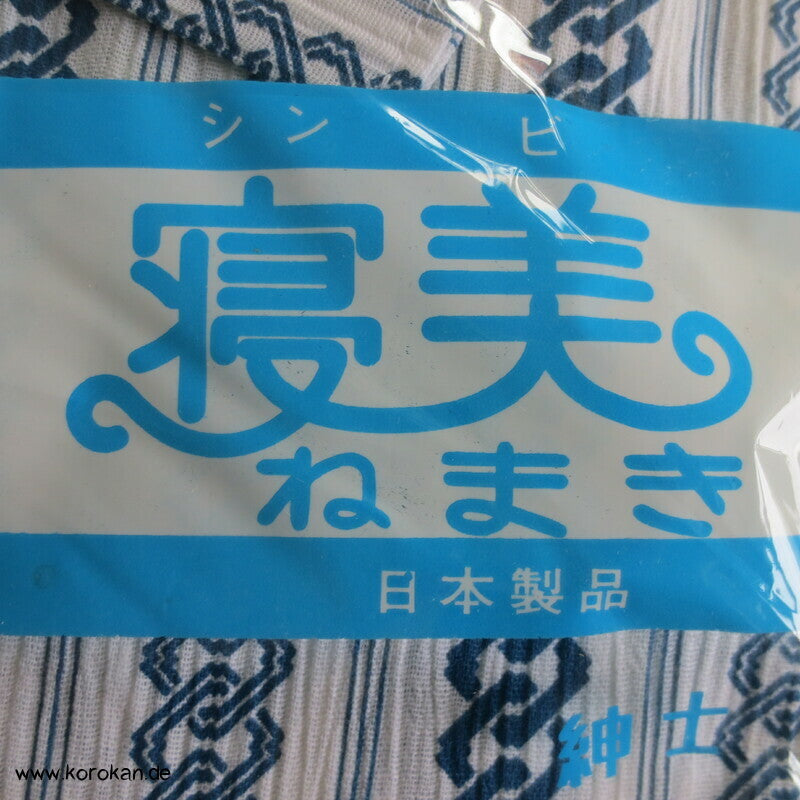 シンビ
寝美
ねまき
日本製品
紳士
www.korokan.de